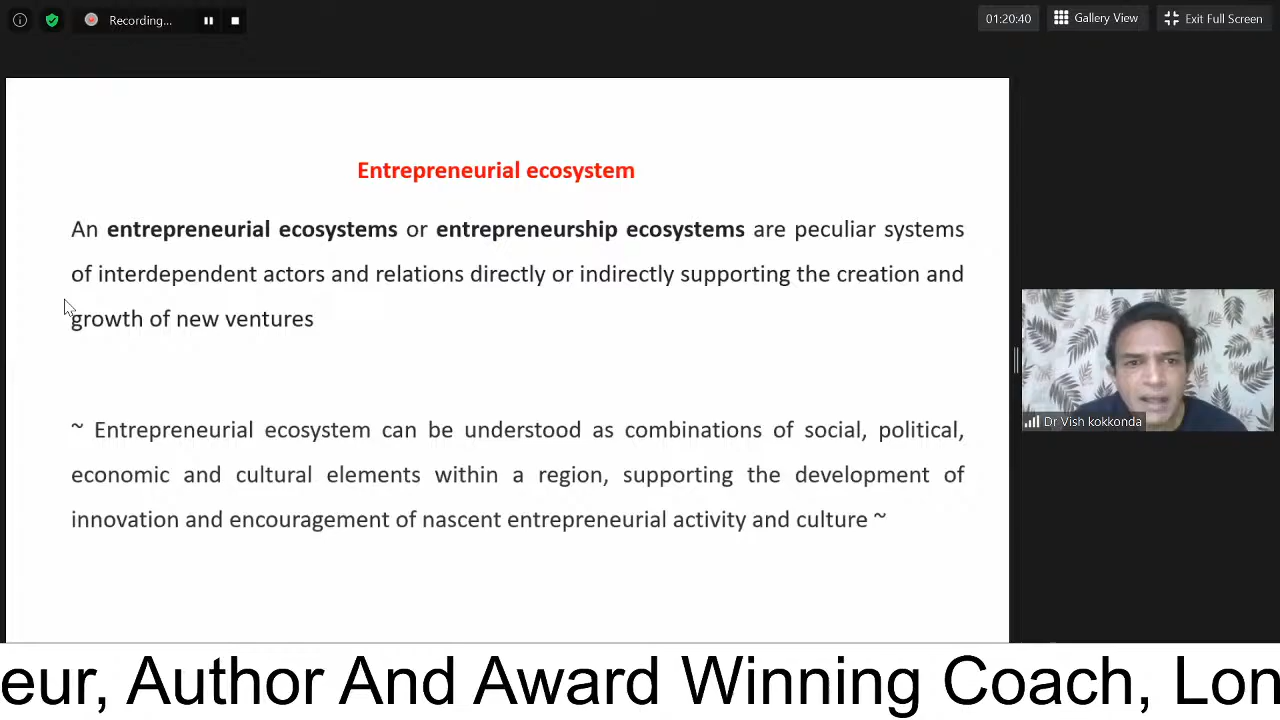 Recording...
01:20:40
Gallery View
Exit Full Screen
Entrepreneurial ecosystem
An entrepreneurial ecosystems or entrepreneurship ecosystems are peculiar systems
of interdependent actors and relations directly or indirectly supporting the creation and
growth of new ventures
~ Entrepreneurial ecosystem can be understood as combinations of social, political,
economic and cultural elements within a region, supporting the development of
innovation and encouragement of nascent entrepreneurial activity and culture ~
Dr Vish kokkonda
eur, Author And Award Winning Coach, Lon